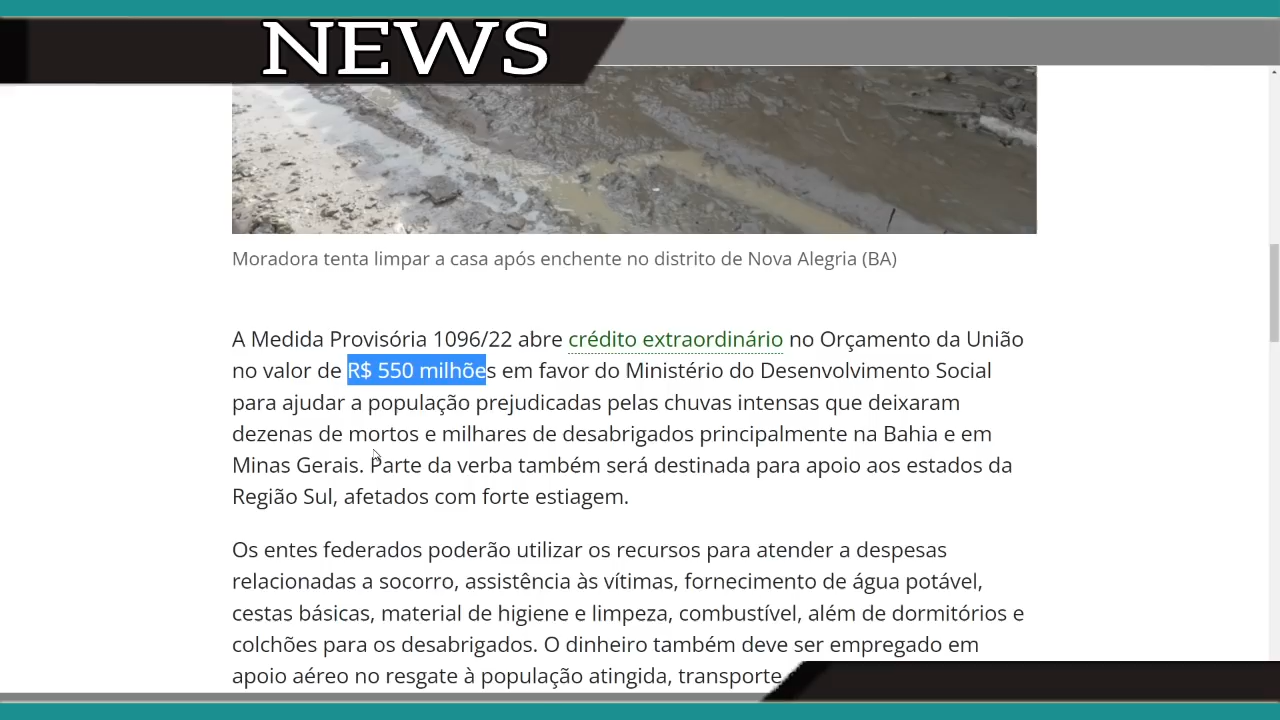 NEWS
Moradora tenta limpar a casa após enchente no distrito de Nova Alegria (BA)
A Medida Provisória 1096/22 abre crédito extraordinário no Orçamento da União
no valor de R$ 550 milhões em favor do Ministério do Desenvolvimento Social
para ajudar a população prejudicadas pelas chuvas intensas que deixaram
dezenas de mortos e milhares de desabrigados principalmente na Bahia e em
Minas Gerais. Parte da verba também será destinada para apoio aos estados da
Região Sul, afetados com forte estiagem.
Os entes federados poderão utilizar os recursos para atender a despesas
relacionadas a socorro, assistência às vítimas, fornecimento de água potável,
cestas básicas, material de higiene e limpeza, combustível, além de dormitórios e
colchões para os desabrigados. O dinheiro também deve ser empregado em
apoio aéreo no resgate à população atingida, transporte